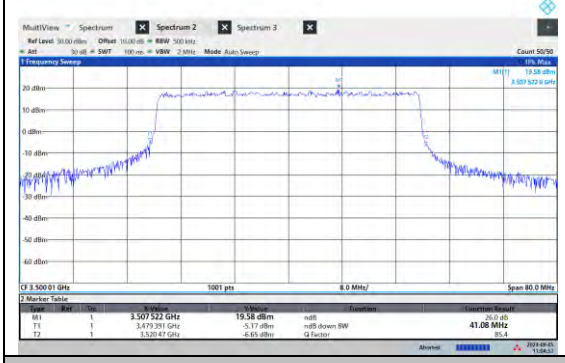 MultiView Spectrum X Spectrum 2 X Spectrum 3 X
Ref Level 30.00 dBm Offset 10.00 dB RBW 500 kHz
Att 30 dB SWT 100 ms VBW 2 MHz Mode Auto Sweep Count 50/50
1 Frequency Sweep 1Pk Max
M1[1] 19.58 dBm
3.507 522 0 GHz
M1
20 dBm
10 dBm
0 dBm
-10 dBm
-20 dBm
-30 dBm
-40 dBm
-50 dBm
-60 dBm
CF 3.500 01 GHz 1001 pts 8.0 MHz/ Span 80.0 MHz
2 Marker Table
Type Ref Trc X-Value Y-Value Function Function Result
M1 1 3.507 522 GHz 19.58 dBm ndB 26.0 dB
T1 1 3.479 391 GHz -5.17 dBm ndB down BW 41.08 MHz
T2 1 3.520 47 GHz -6.65 dBm Q Factor 85.4
Aborted
11:04:57